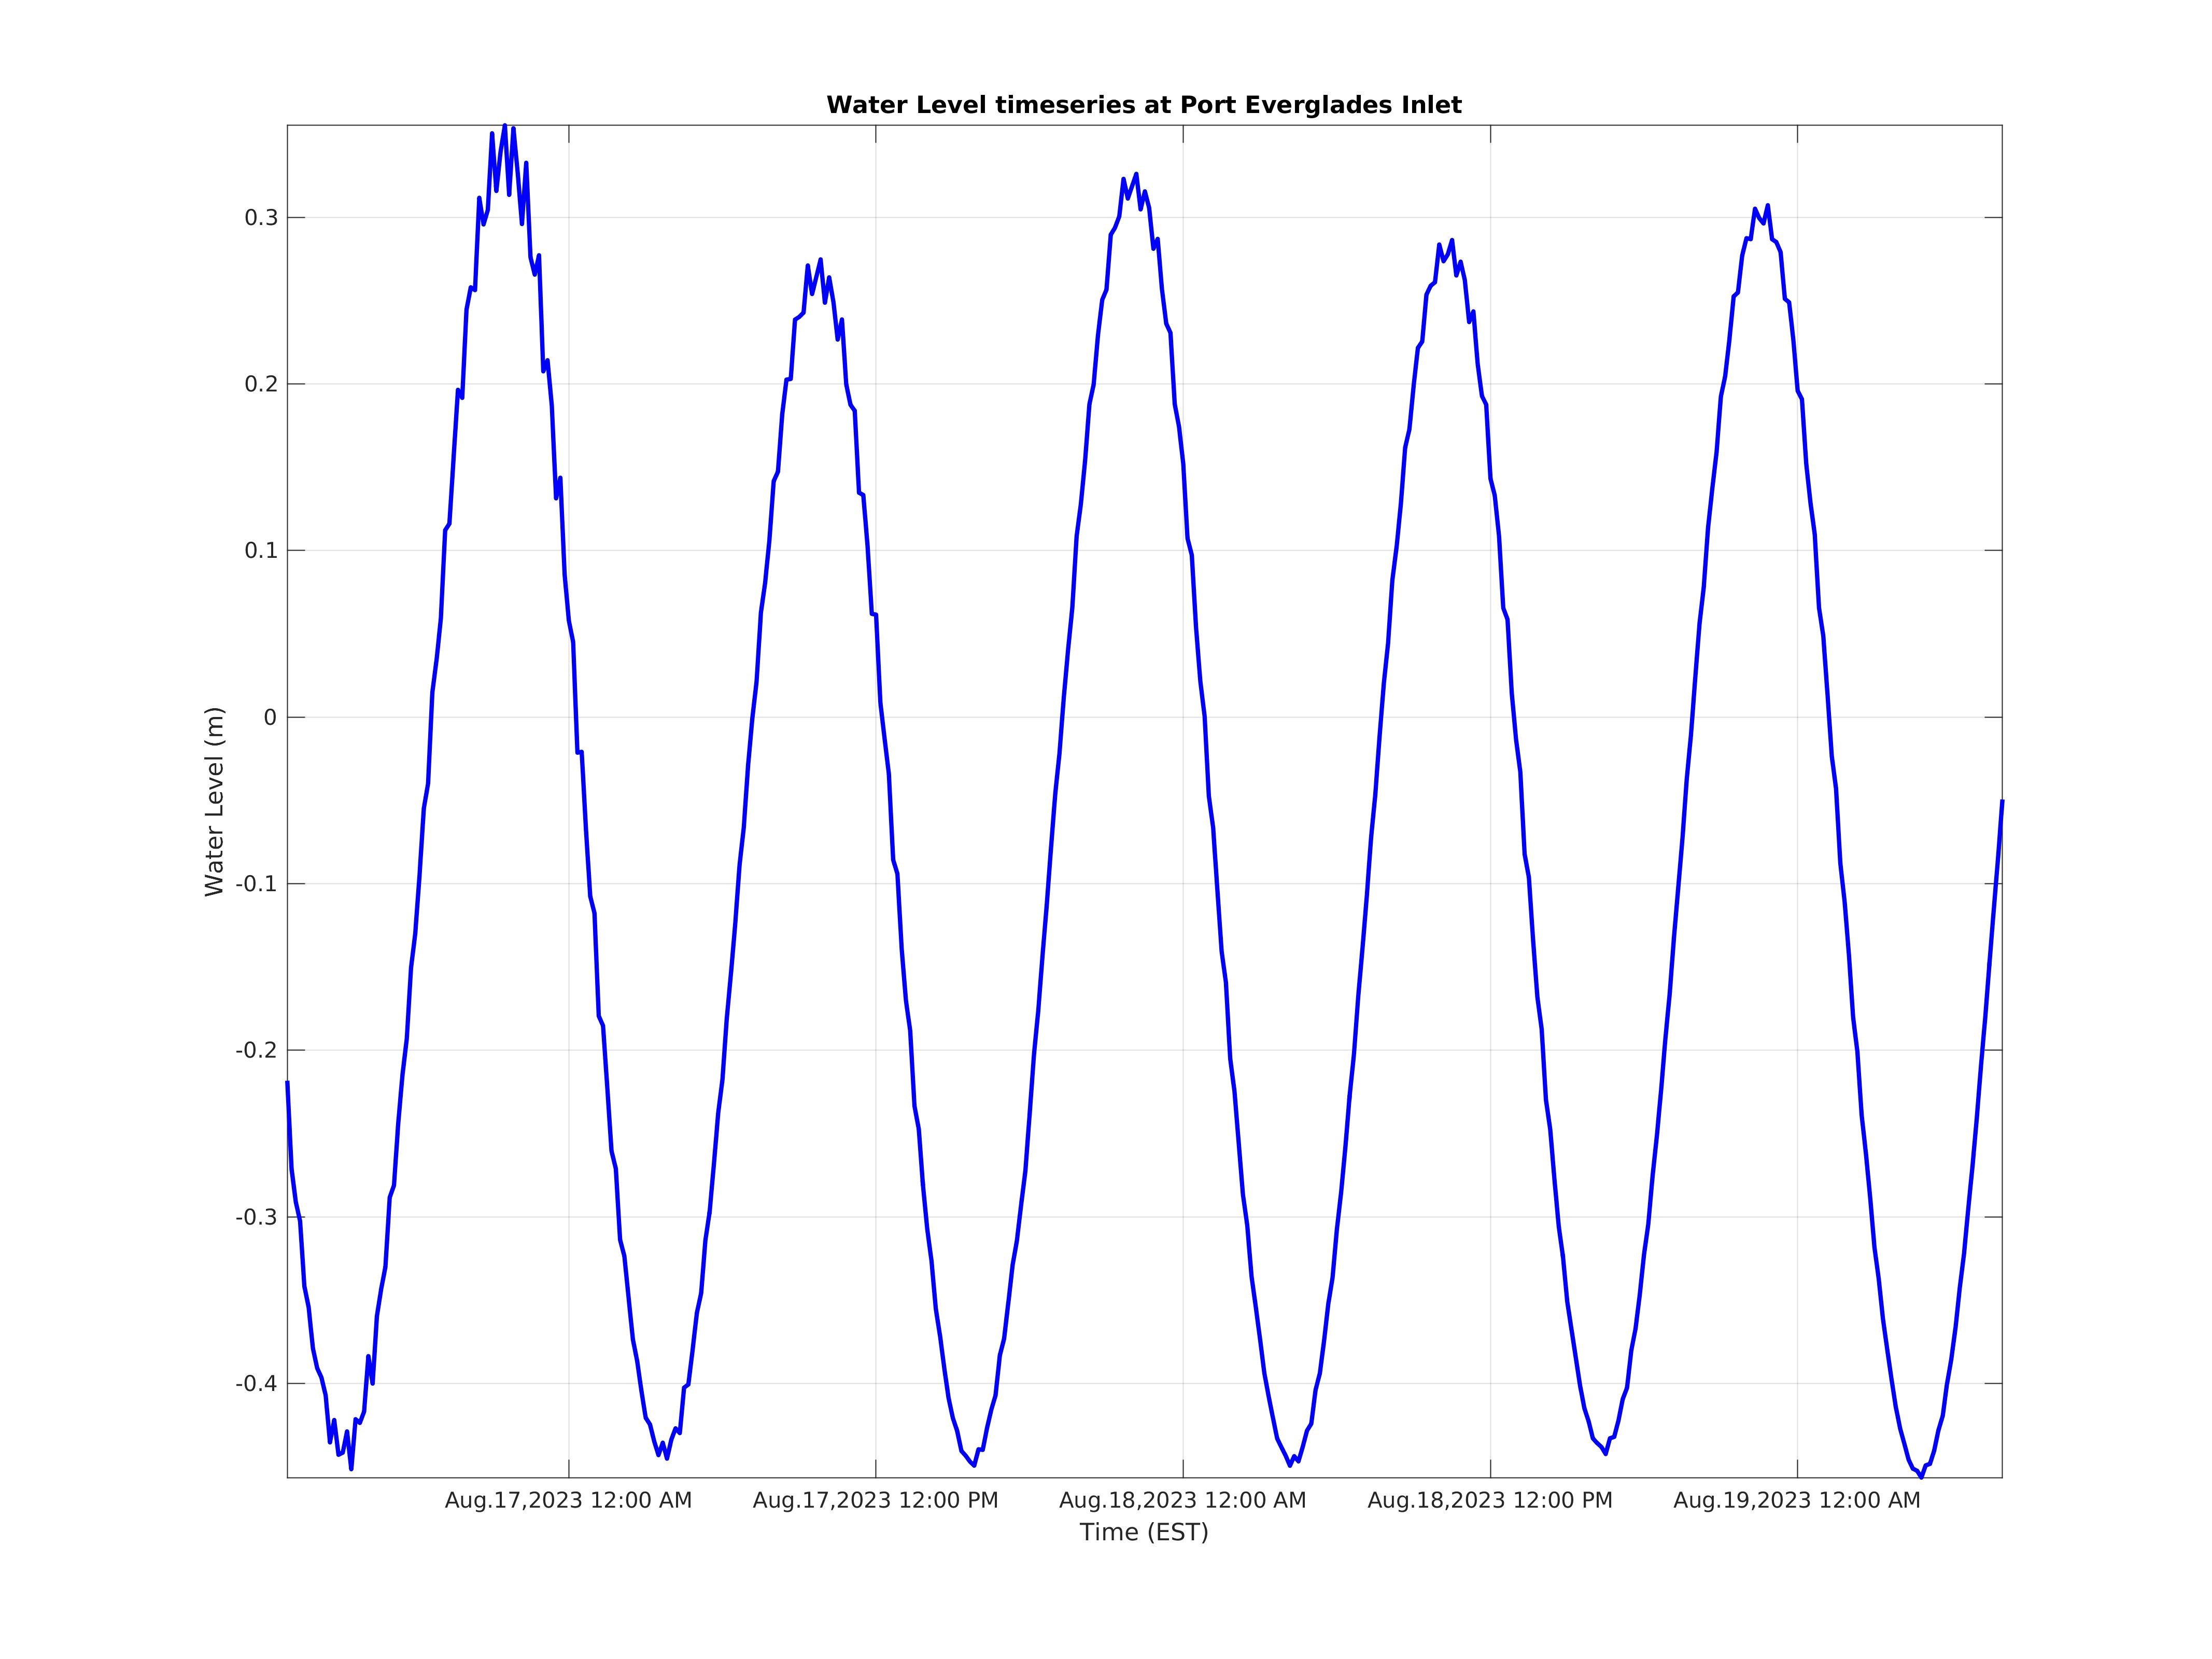 Water Level timeseries at Port Everglades Inlet
0.3
0.2
0.1
0
-0.1
-0.2
-0.3
-0.4
Water Level (m)
Aug.17,2023 12:00 AM Aug.17,2023 12:00 PM Aug.18,2023 12:00 AM Aug.18,2023 12:00 PM Aug.19,2023 12:00 AM
Time (EST)